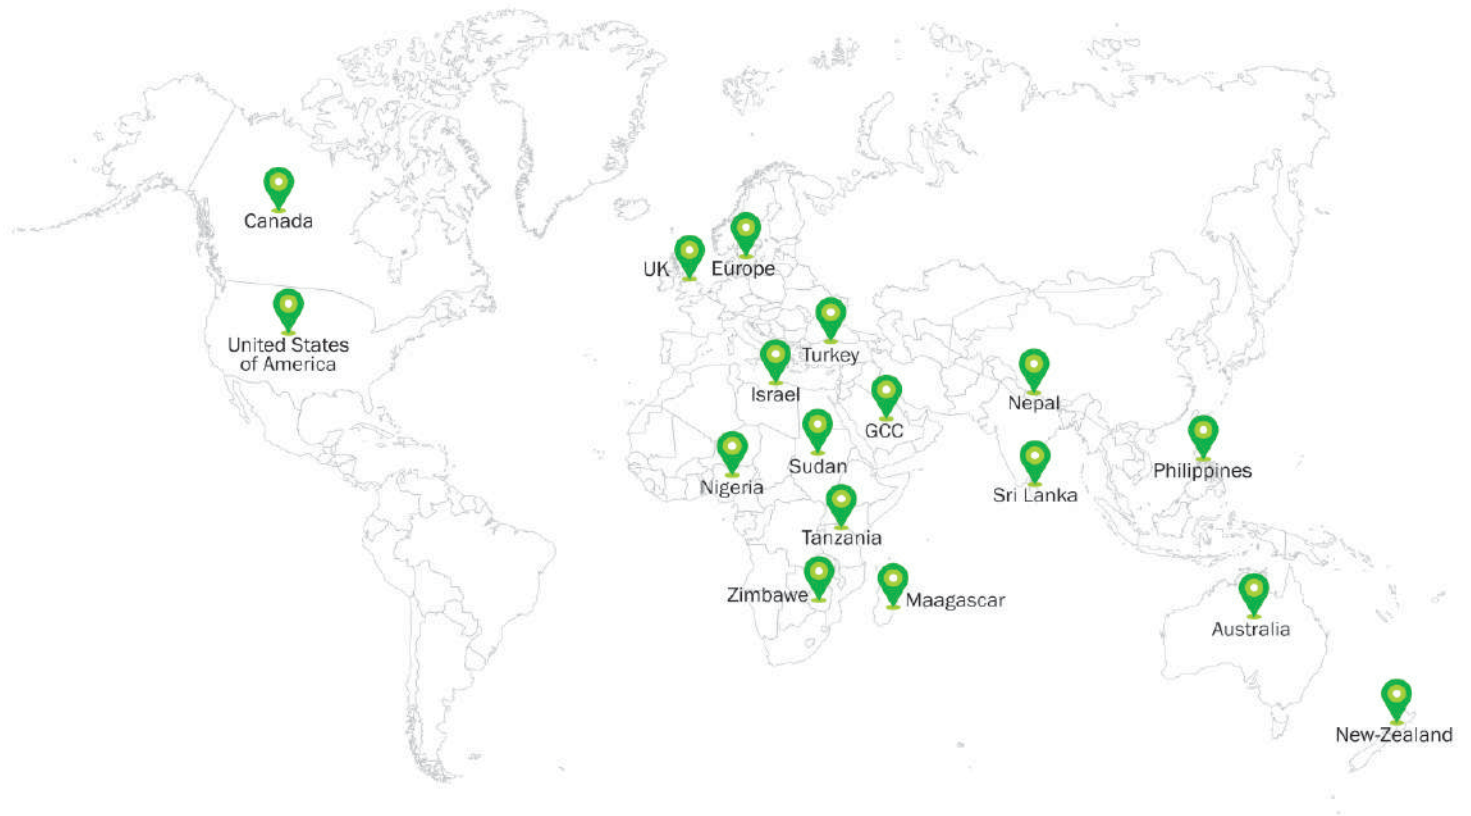 Canada
UK
Europe
United States
of America
Turkey
Israel
Nepal
GCC
Sudan
Philippines
Nigeria
Sri Lanka
Tanzania
Zimbawe
Maagascar
Australia
New-Zealand